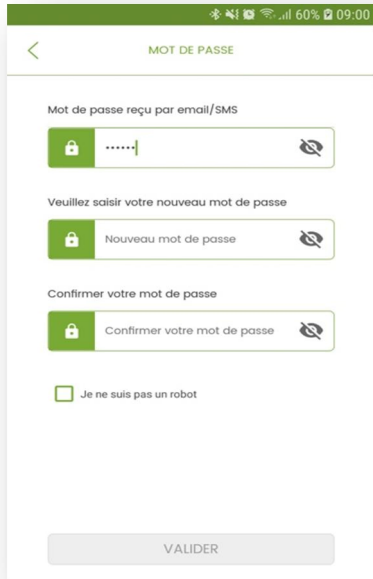 60% 09:00
MOT DE PASSE
Mot de passe reçu par email/SMS
••••••
Veuillez saisir votre nouveau mot de passe
Nouveau mot de passe
Confirmer votre mot de passe
Confirmer votre mot de passe
Je ne suis pas un robot
VALIDER